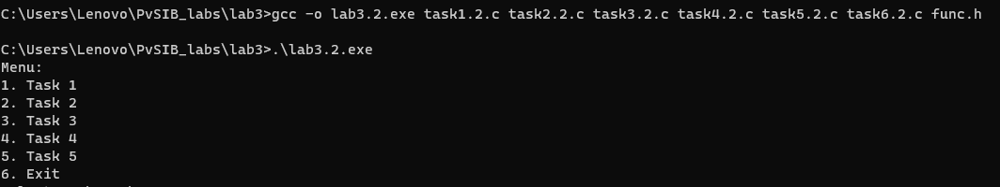 C:\Users\Lenovo\PvSIB_labs\lab3>gcc -o lab3.2.exe task1.2.c task2.2.c task3.2.c task4.2.c task5.2.c task6.2.c func.h
C:\Users\Lenovo\PvSIB_labs\lab3>.\lab3.2.exe
Menu:
1. Task 1
2. Task 2
3. Task 3
4. Task 4
5. Task 5
6. Exit